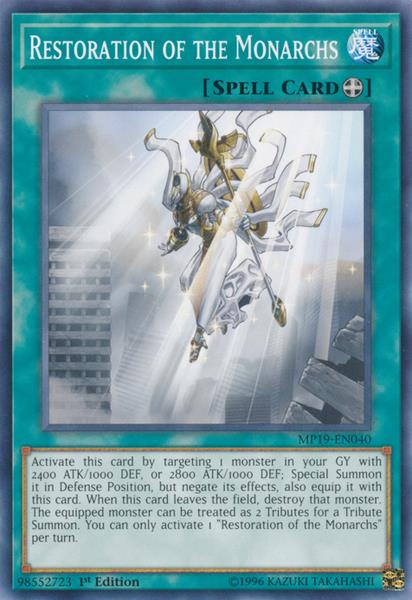 RESTORATION OF THE MONARCHS
SPELL
魔
[SPELL CARD]
MP19-EN040
Activate this card by targeting 1 monster in your GY with
2400 ATK/1000 DEF, or 2800 ATK/1000 DEF; Special Summon
it in Defense Position, but negate its effects, also equip it with
this card. When this card leaves the field, destroy that monster.
The equipped monster can be treated as 2 Tributes for a Tribute
Summon. You can only activate 1 "Restoration of the Monarchs"
per turn.
98552723 1st Edition ©1996 KAZUKI TAKAHASHI